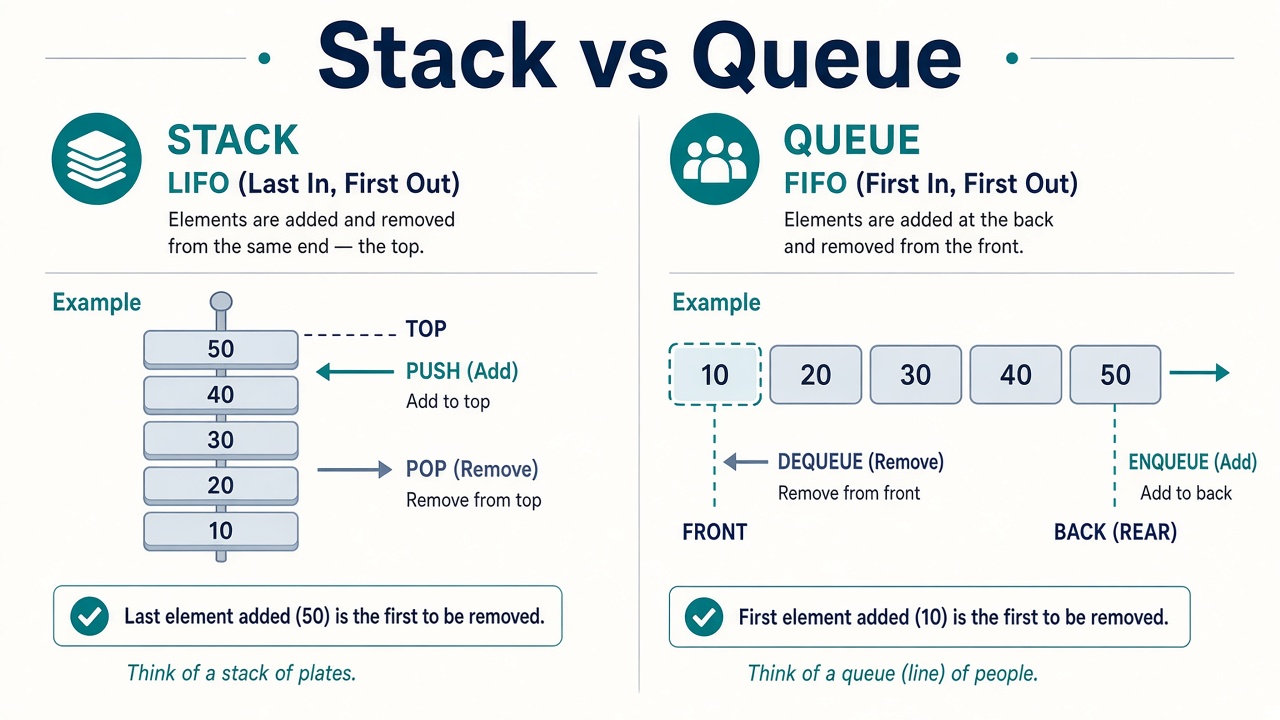 Stack vs Queue
STACK
LIFO (Last In, First Out)
Elements are added and removed
from the same end — the top.
Example
50
40
30
20
10
TOP
PUSH (Add)
Add to top
POP (Remove)
Remove from top
Last element added (50) is the first to be removed.
Think of a stack of plates.
QUEUE
FIFO (First In, First Out)
Elements are added at the back
and removed from the front.
Example
10 20 30 40 50
DEQUEUE (Remove)
Remove from front
FRONT
ENQUEUE (Add)
Add to back
BACK (REAR)
First element added (10) is the first to be removed.
Think of a queue (line) of people.